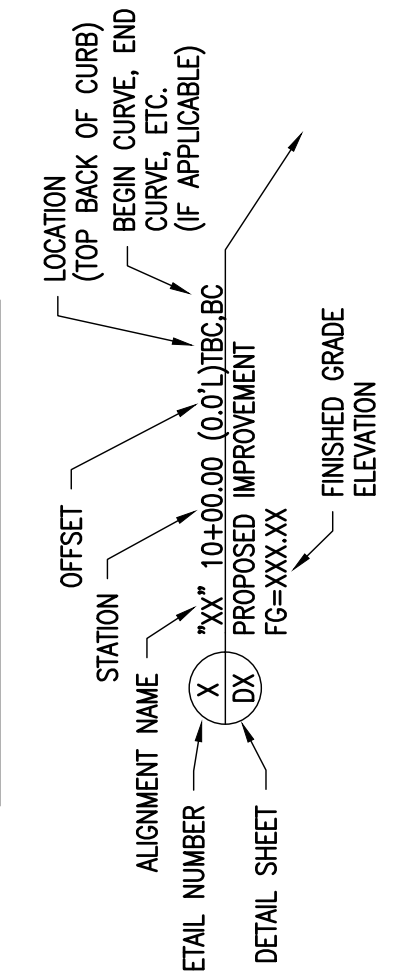 LOCATION
(TOP BACK OF CURB)
BEGIN CURVE, END
CURVE, ETC.
(IF APPLICABLE)
OFFSET
STATION
ALIGNMENT NAME
ETAIL NUMBER
DETAIL SHEET
X
DX
"XX" 10+00.00 (0.0'L)TBC,BC
PROPOSED IMPROVEMENT
FG=XXX.XX
FINISHED GRADE
ELEVATION